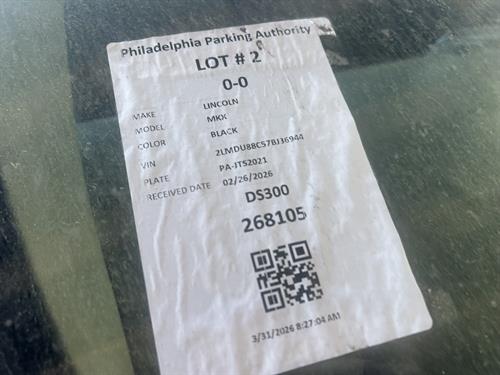 Philadelphia Parking Authority
LOT # 2
0-0
MAKE LINCOLN
MODEL MKX
COLOR BLACK
VIN 2LMDU88C57BJ36944
PLATE PA-JTS2021
RECEIVED DATE 02/26/2026
DS300
268105
3/31/2026 8:27:04 AM